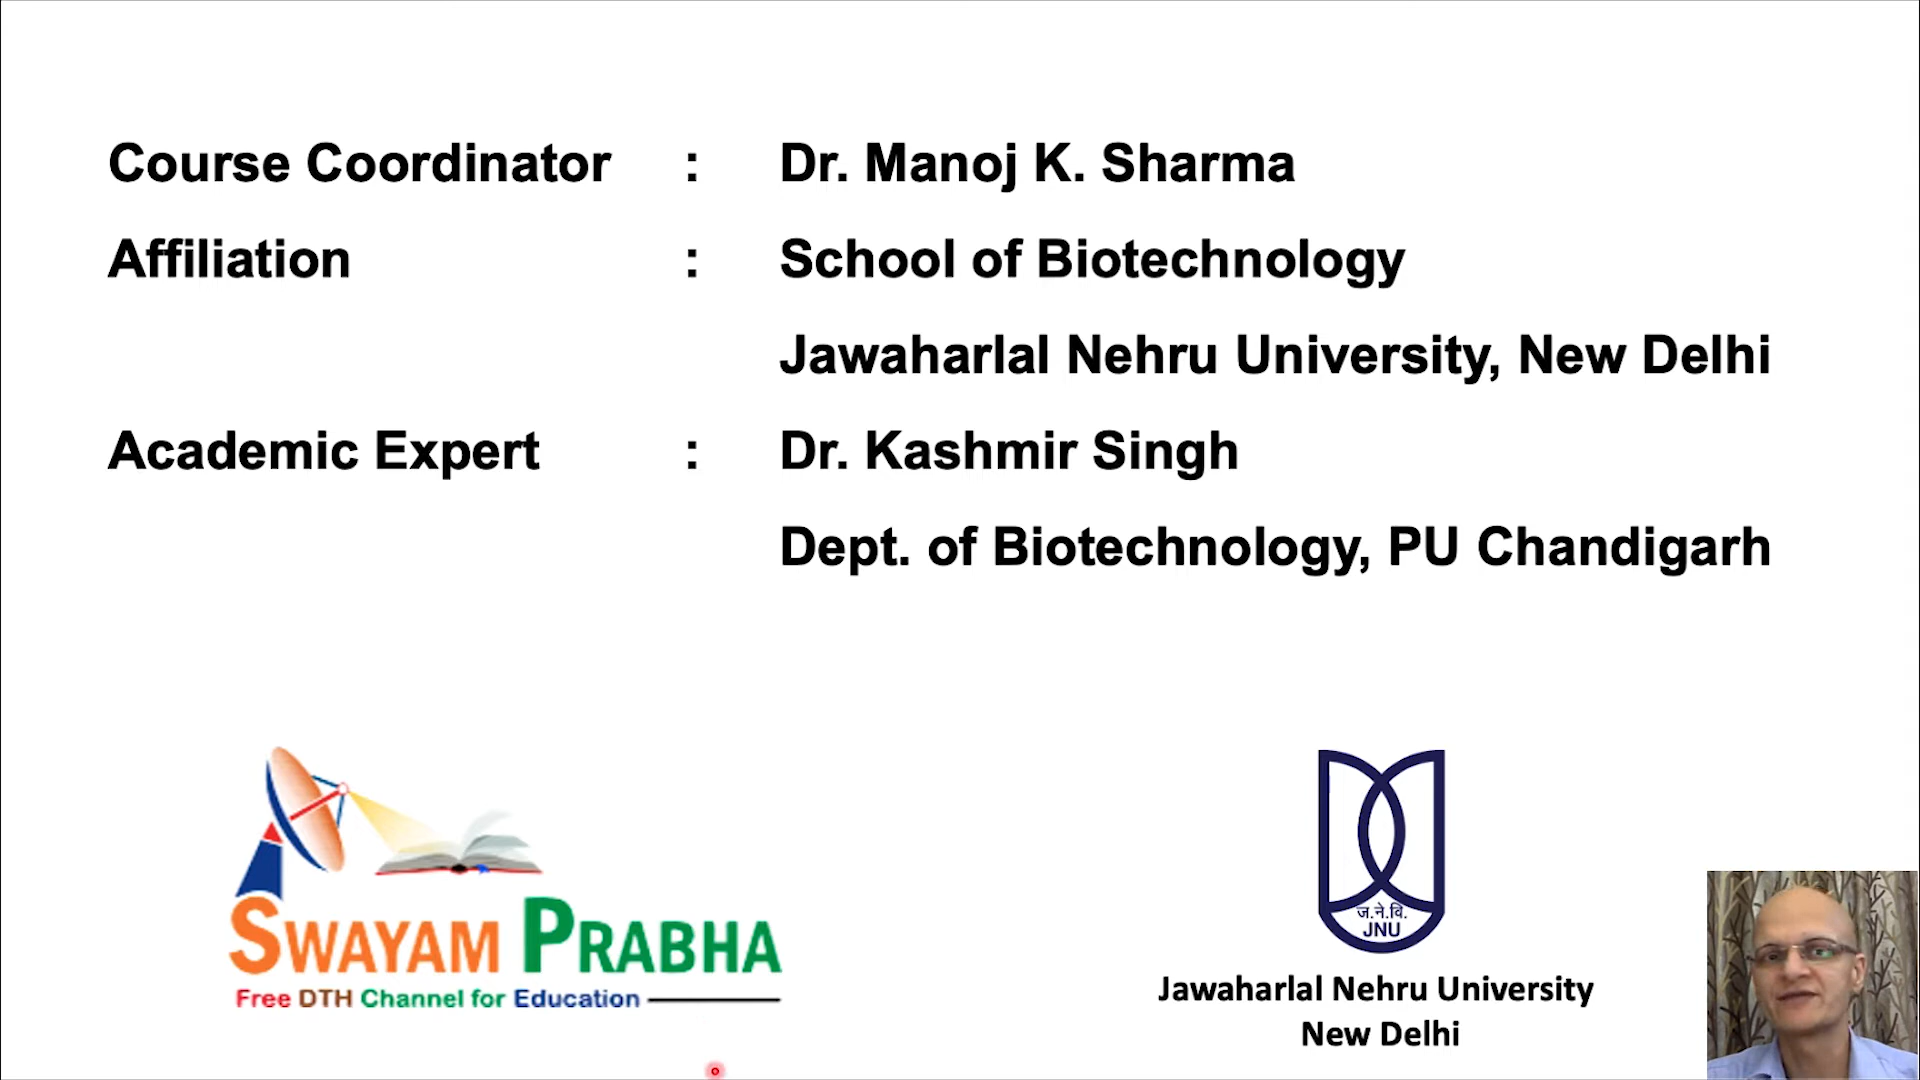 Course Coordinator : Dr. Manoj K. Sharma
Affiliation : School of Biotechnology
Jawaharlal Nehru University, New Delhi
Academic Expert : Dr. Kashmir Singh
Dept. of Biotechnology, PU Chandigarh
SWAYAM PRABHA
Free DTH Channel for Education
ज.ने.वि.
JNU
Jawaharlal Nehru University
New Delhi